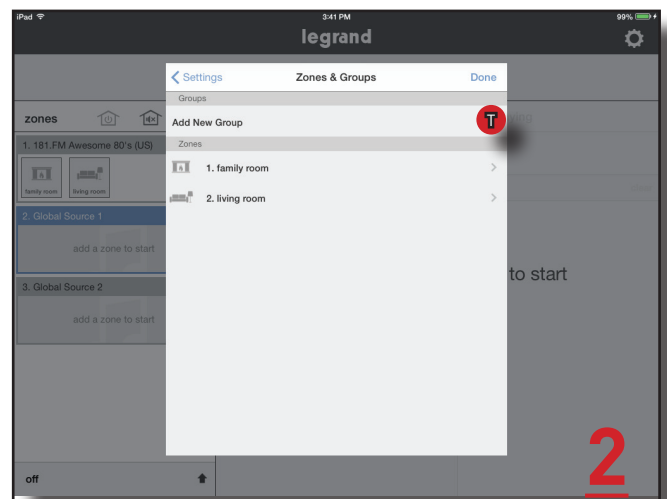 iPad 3:41 PM 99%
legrand
Settings Zones & Groups Done
Groups
zones
Add New Group T
1. 181.FM Awesome 80's (US)
Zones
1. family room
family room living room
2. living room
2. Global Source 1
add a zone to start
to start
3. Global Source 2
add a zone to start
2
off